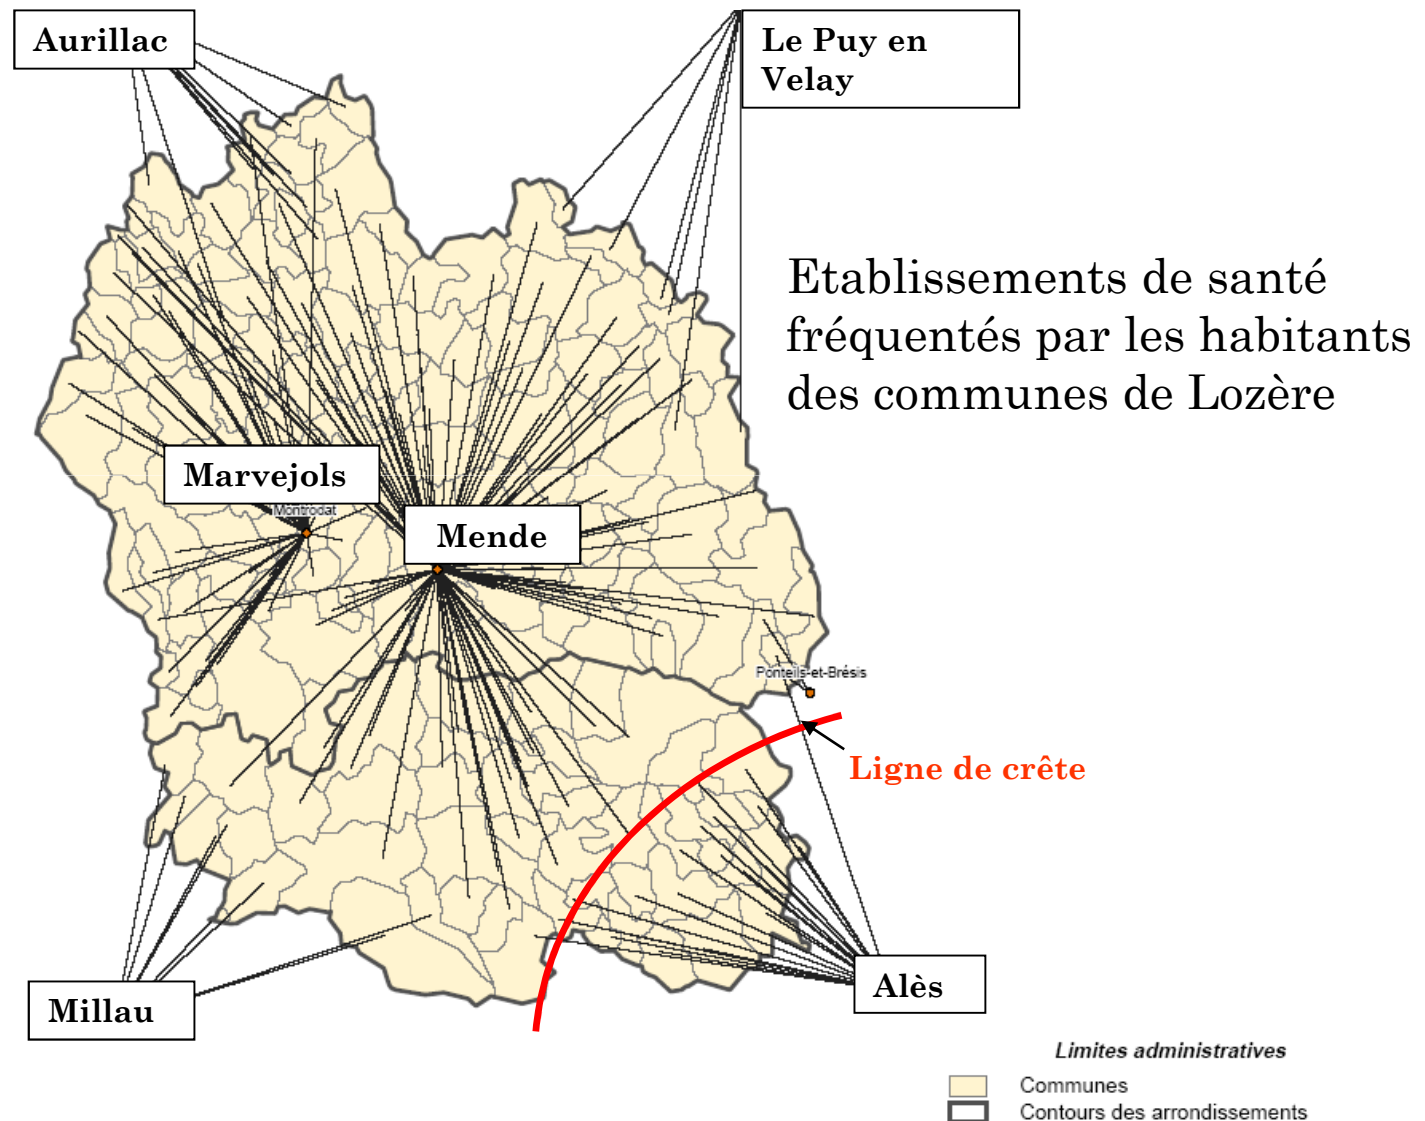 Aurillac
Le Puy en
Velay
Etablissements de santé
fréquentés par les habitants
des communes de Lozère
Marvejols
Montrodat
Mende
Ponteils-et-Brésis
Ligne de crête
Alès
Millau
Limites administratives
Communes
Contours des arrondissements